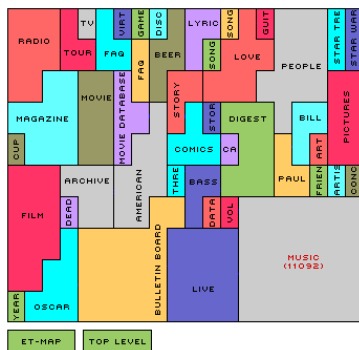 TV
VIRT
GAME
DISC
LYRIC
SONG
GUIT
STAR TRE
STAR WAR
RADIO
TOUR
FAQ
FAQ
BEER
SONG
LOVE
PEOPLE
MAGAZINE
MOVIE
MOVIE DATABASE
STORY
STOR
DIGEST
BILL
PICTURES
CUP
COMICS
CA
ART
ARCHIVE
AMERICAN
THRE
BASS
PAUL
FRIEN
ARTIS
CONC
FILM
DEAD
DATA
VOL
BULLETIN BOARD
MUSIC
(11092)
YEAR
OSCAR
LIVE
ET-MAP
TOP LEVEL